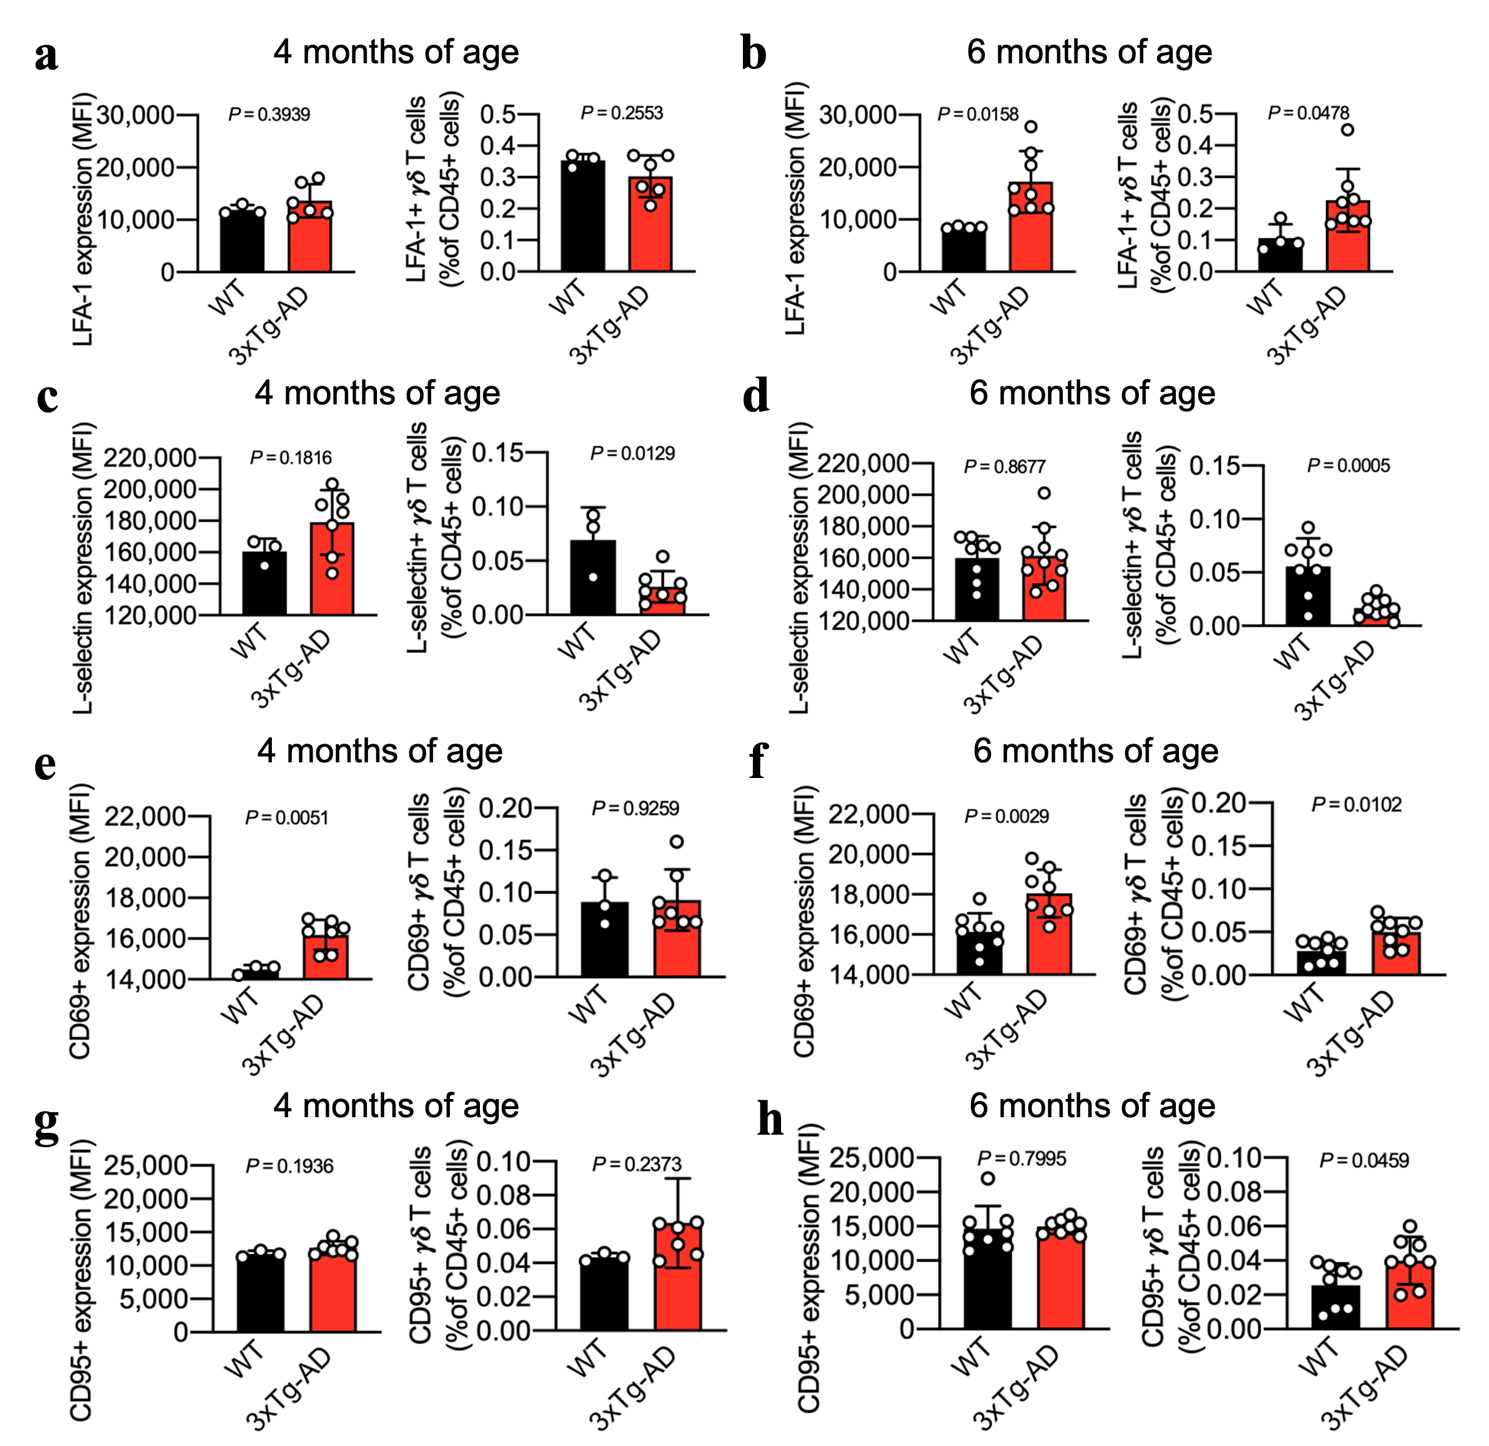 a
4 months of age
LFA-1 expression (MFI)
30,000
20,000
10,000
0
P = 0.3939
WT
3xTg-AD
LFA-1+ γδ T cells
(%of CD45+ cells)
0.5
0.4
0.3
0.2
0.1
0.0
P = 0.2553
WT
3xTg-AD
b
6 months of age
LFA-1 expression (MFI)
30,000
20,000
10,000
0
P = 0.0158
WT
3xTg-AD
LFA-1+ γδ T cells
(%of CD45+ cells)
0.5
0.4
0.3
0.2
0.1
0.0
P = 0.0478
WT
3xTg-AD
c
4 months of age
L-selectin expression (MFI)
220,000
200,000
180,000
160,000
140,000
120,000
P = 0.1816
WT
3xTg-AD
L-selectin+ γδ T cells
(%of CD45+ cells)
0.15
0.10
0.05
0.00
P = 0.0129
WT
3xTg-AD
d
6 months of age
L-selectin expression (MFI)
220,000
200,000
180,000
160,000
140,000
120,000
P = 0.8677
WT
3xTg-AD
L-selectin+ γδ T cells
(%of CD45+ cells)
0.15
0.10
0.05
0.00
P = 0.0005
WT
3xTg-AD
e
4 months of age
CD69+ expression (MFI)
22,000
20,000
18,000
16,000
14,000
P = 0.0051
WT
3xTg-AD
CD69+ γδ T cells
(%of CD45+ cells)
0.20
0.15
0.10
0.05
0.00
P = 0.9259
WT
3xTg-AD
f
6 months of age
CD69+ expression (MFI)
22,000
20,000
18,000
16,000
14,000
P = 0.0029
WT
3xTg-AD
CD69+ γδ T cells
(%of CD45+ cells)
0.20
0.15
0.10
0.05
0.00
P = 0.0102
WT
3xTg-AD
g
4 months of age
CD95+ expression (MFI)
25,000
20,000
15,000
10,000
5,000
0
P = 0.1936
WT
3xTg-AD
CD95+ γδ T cells
(%of CD45+ cells)
0.10
0.08
0.06
0.04
0.02
0.00
P = 0.2373
WT
3xTg-AD
h
6 months of age
CD95+ expression (MFI)
25,000
20,000
15,000
10,000
5,000
0
P = 0.7995
WT
3xTg-AD
CD95+ γδ T cells
(%of CD45+ cells)
0.10
0.08
0.06
0.04
0.02
0.00
P = 0.0459
WT
3xTg-AD